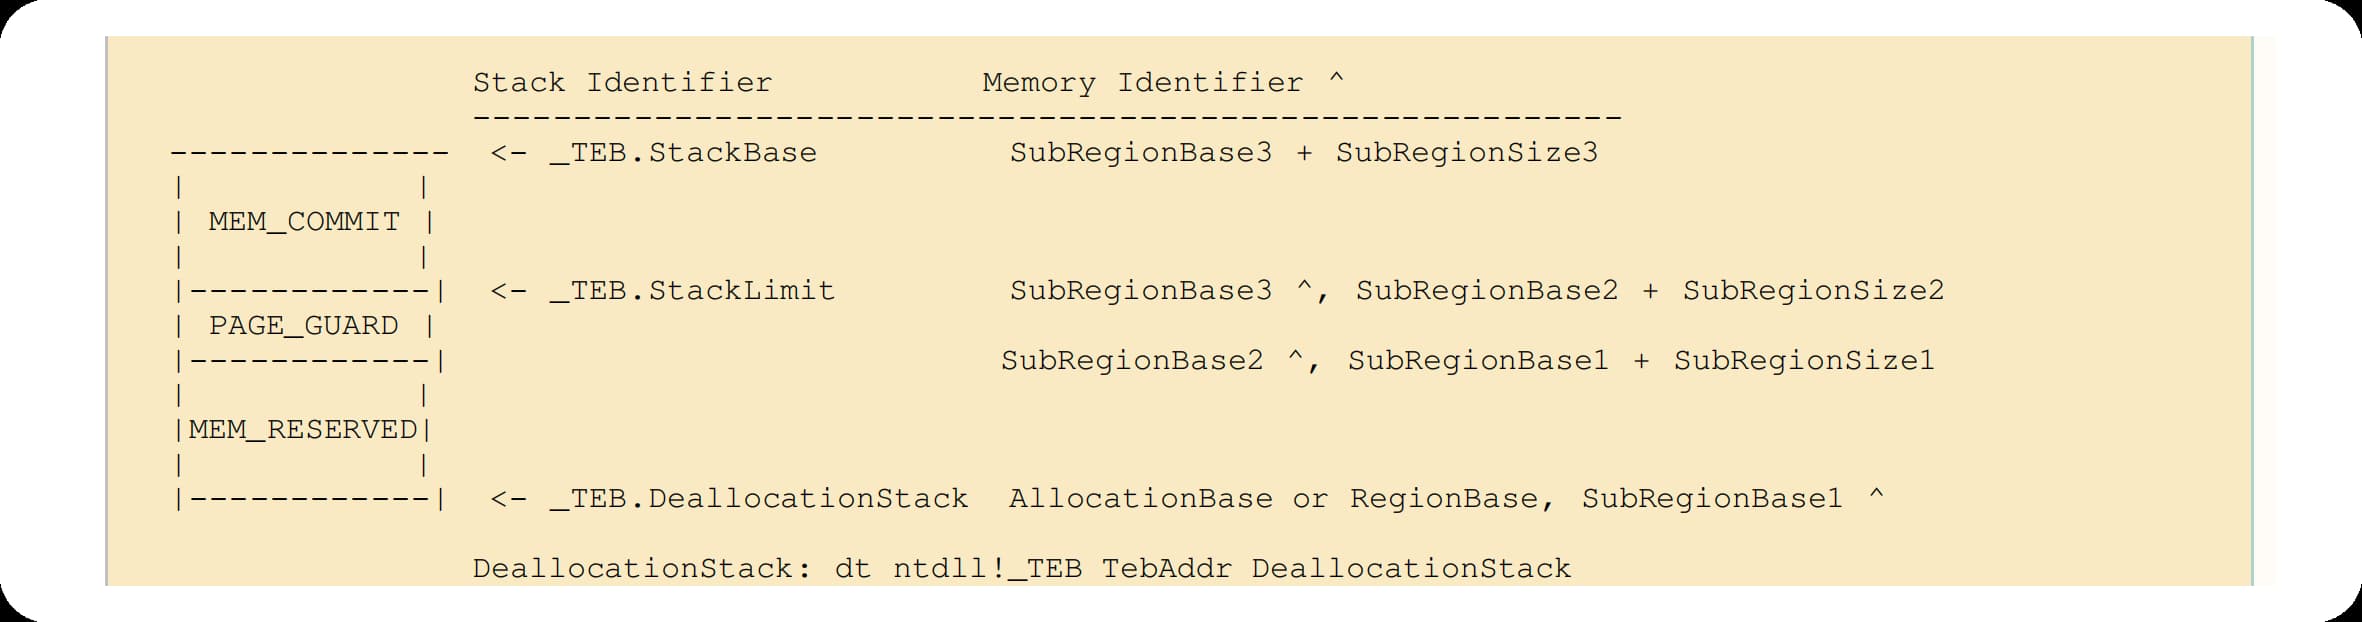 Stack Identifier           Memory Identifier ^
----------------------------------------------------------
--------------  <- _TEB.StackBase          SubRegionBase3 + SubRegionSize3
|            |
| MEM_COMMIT |
|            |
|------------|  <- _TEB.StackLimit         SubRegionBase3 ^, SubRegionBase2 + SubRegionSize2
| PAGE_GUARD |
|------------|                             SubRegionBase2 ^, SubRegionBase1 + SubRegionSize1
|            |
|MEM_RESERVED|
|            |
|------------|  <- _TEB.DeallocationStack  AllocationBase or RegionBase, SubRegionBase1 ^
DeallocationStack: dt ntdll!_TEB TebAddr DeallocationStack